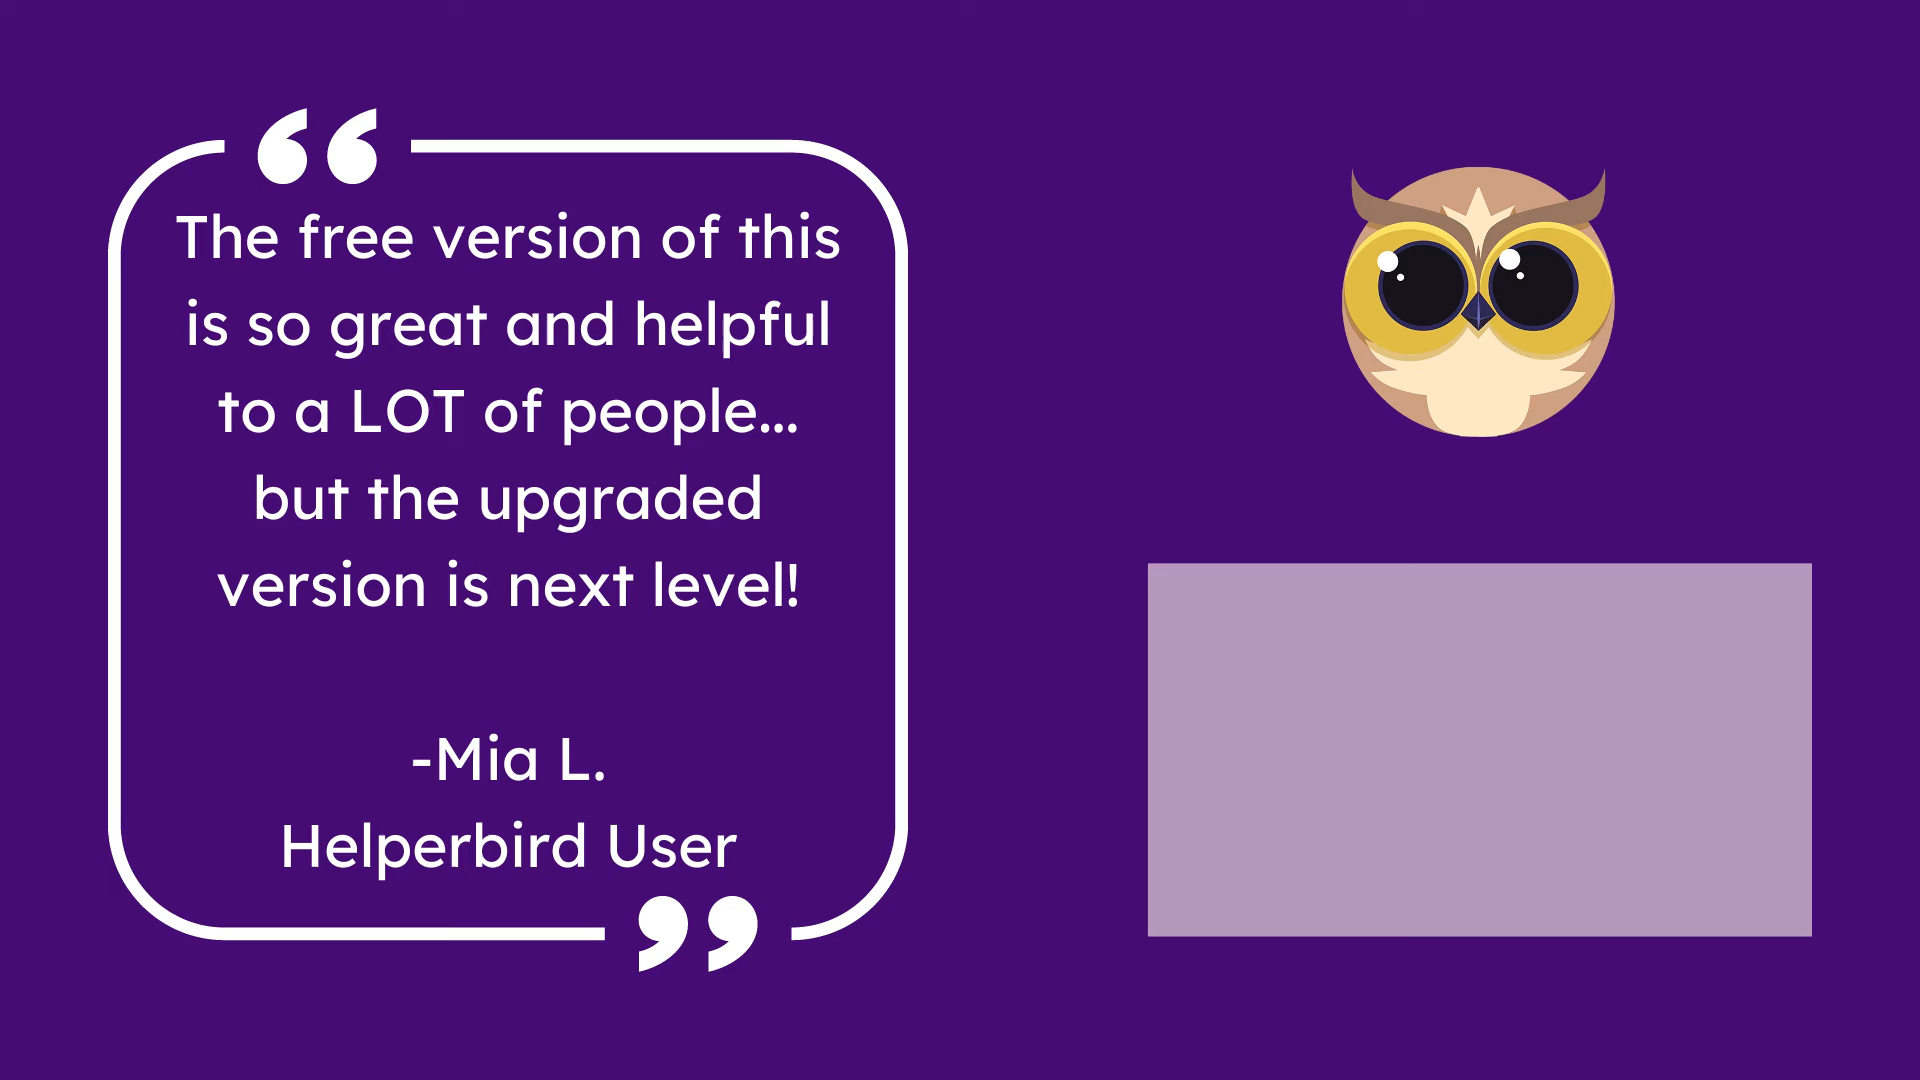 The free version of this
is so great and helpful
to a LOT of people...
but the upgraded
version is next level!
-Mia L.
Helperbird User